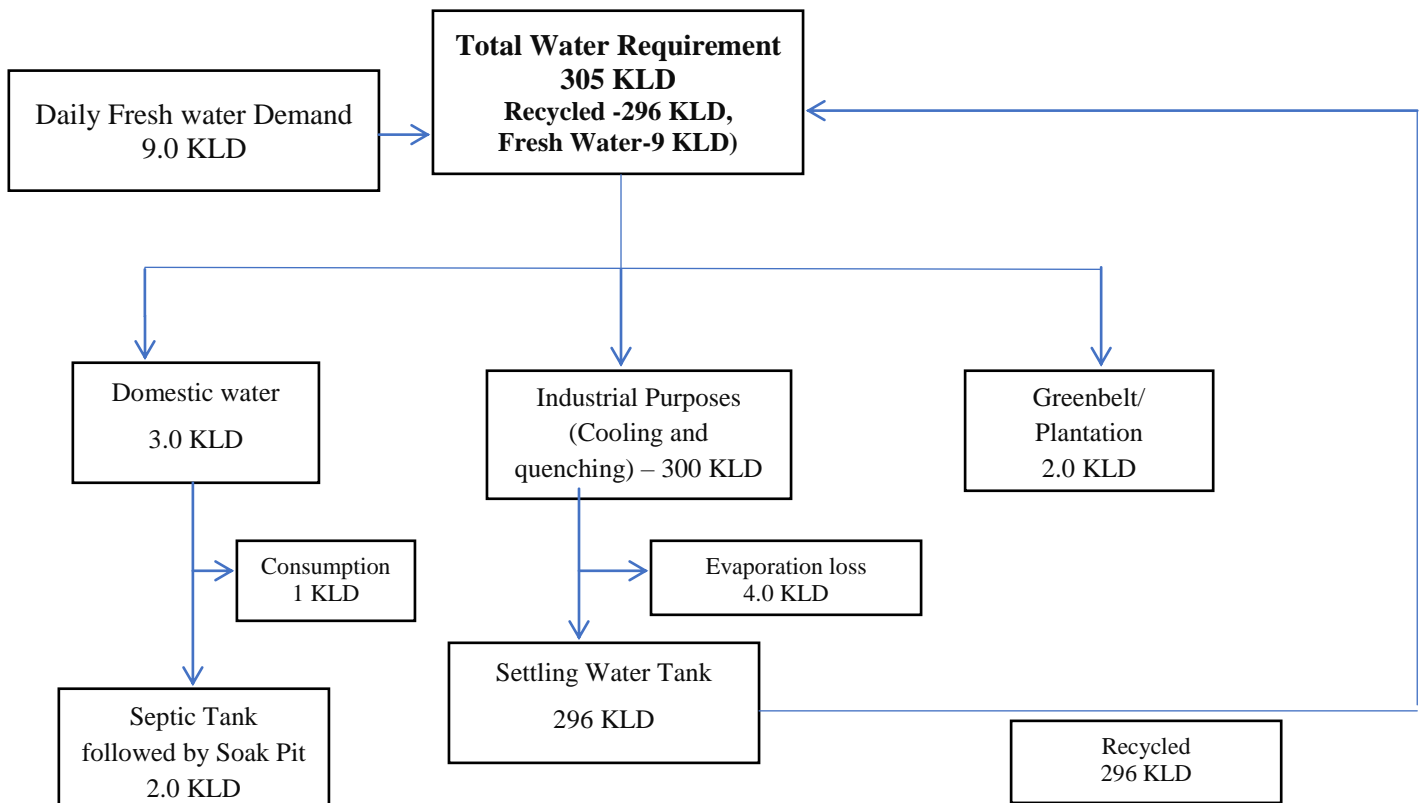 Total Water Requirement
305 KLD
Recycled -296 KLD,
Fresh Water-9 KLD)
Daily Fresh water Demand
9.0 KLD
Domestic water
3.0 KLD
Industrial Purposes
(Cooling and
quenching) – 300 KLD
Greenbelt/
Plantation
2.0 KLD
Consumption
1 KLD
Evaporation loss
4.0 KLD
Settling Water Tank
296 KLD
Septic Tank
followed by Soak Pit
2.0 KLD
Recycled
296 KLD